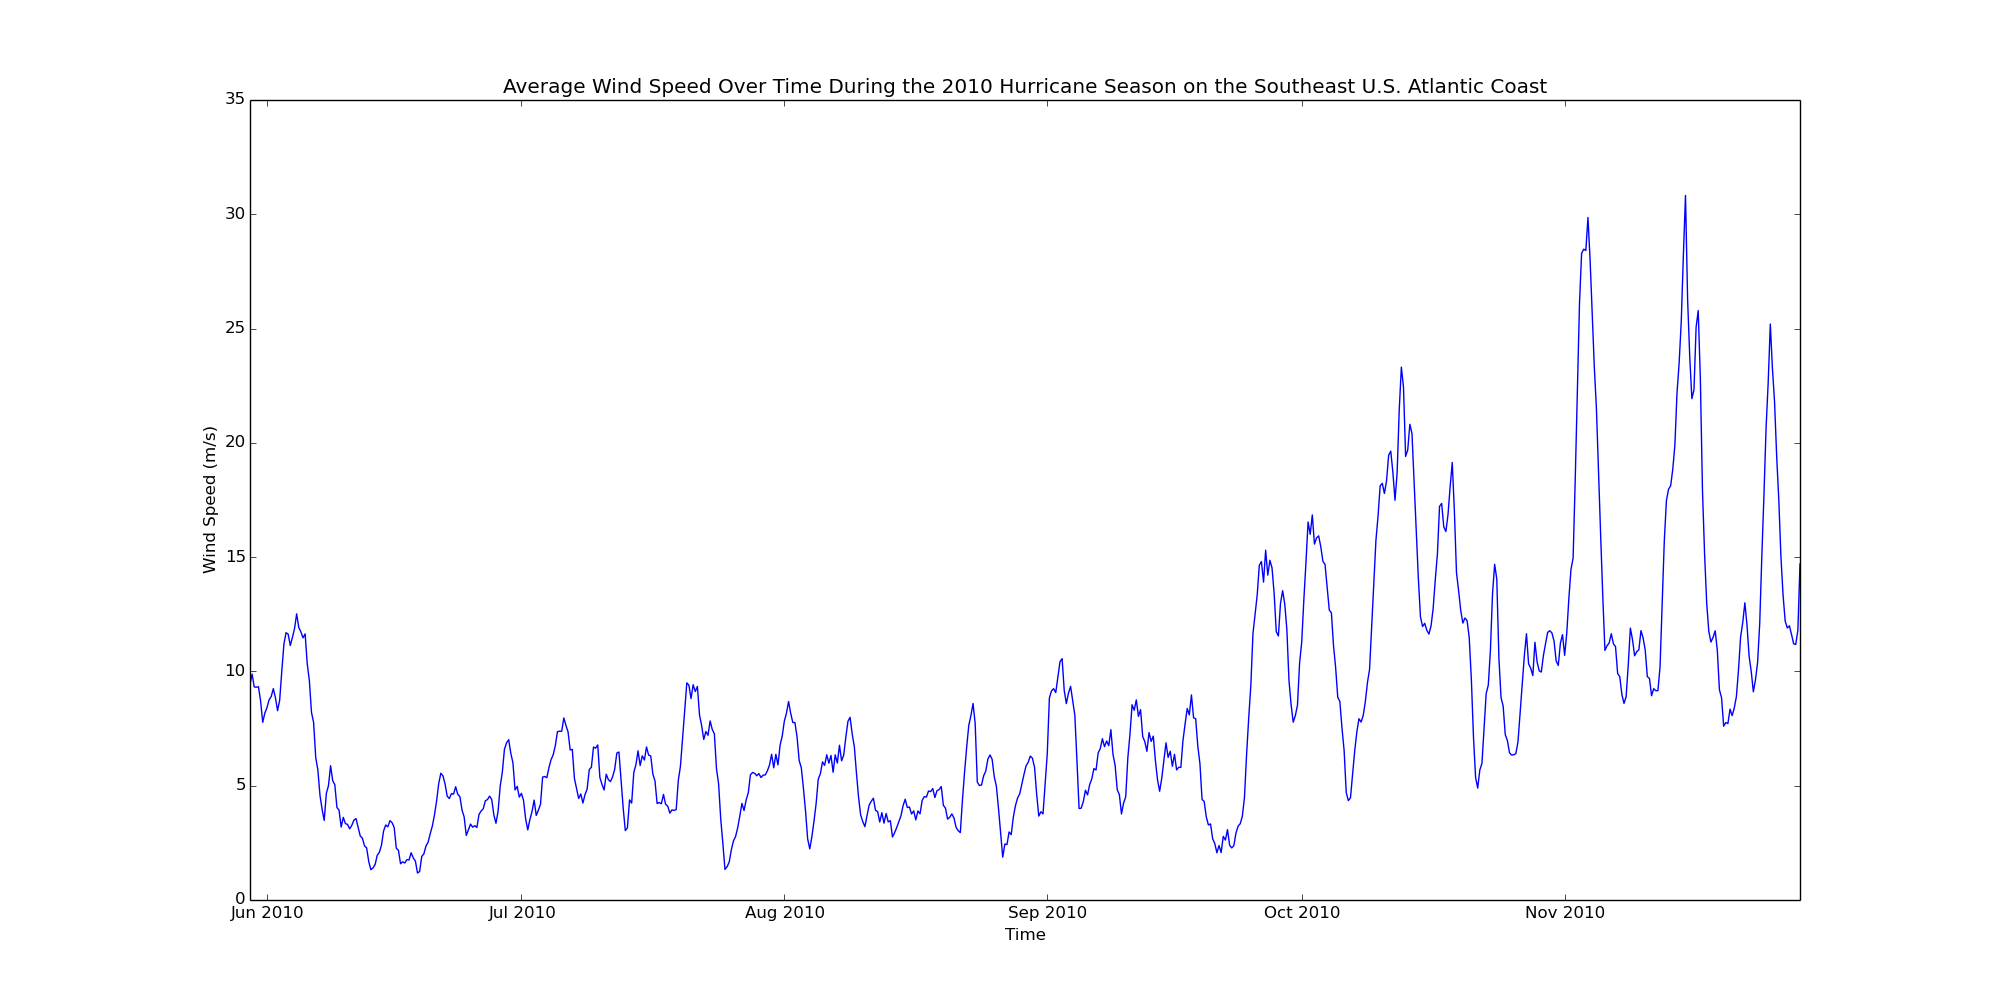 Average Wind Speed Over Time During the 2010 Hurricane Season on the Southeast U.S. Atlantic Coast
35
30
25
20
15
10
5
0
Wind Speed (m/s)
Jun 2010 Jul 2010 Aug 2010 Sep 2010 Oct 2010 Nov 2010
Time